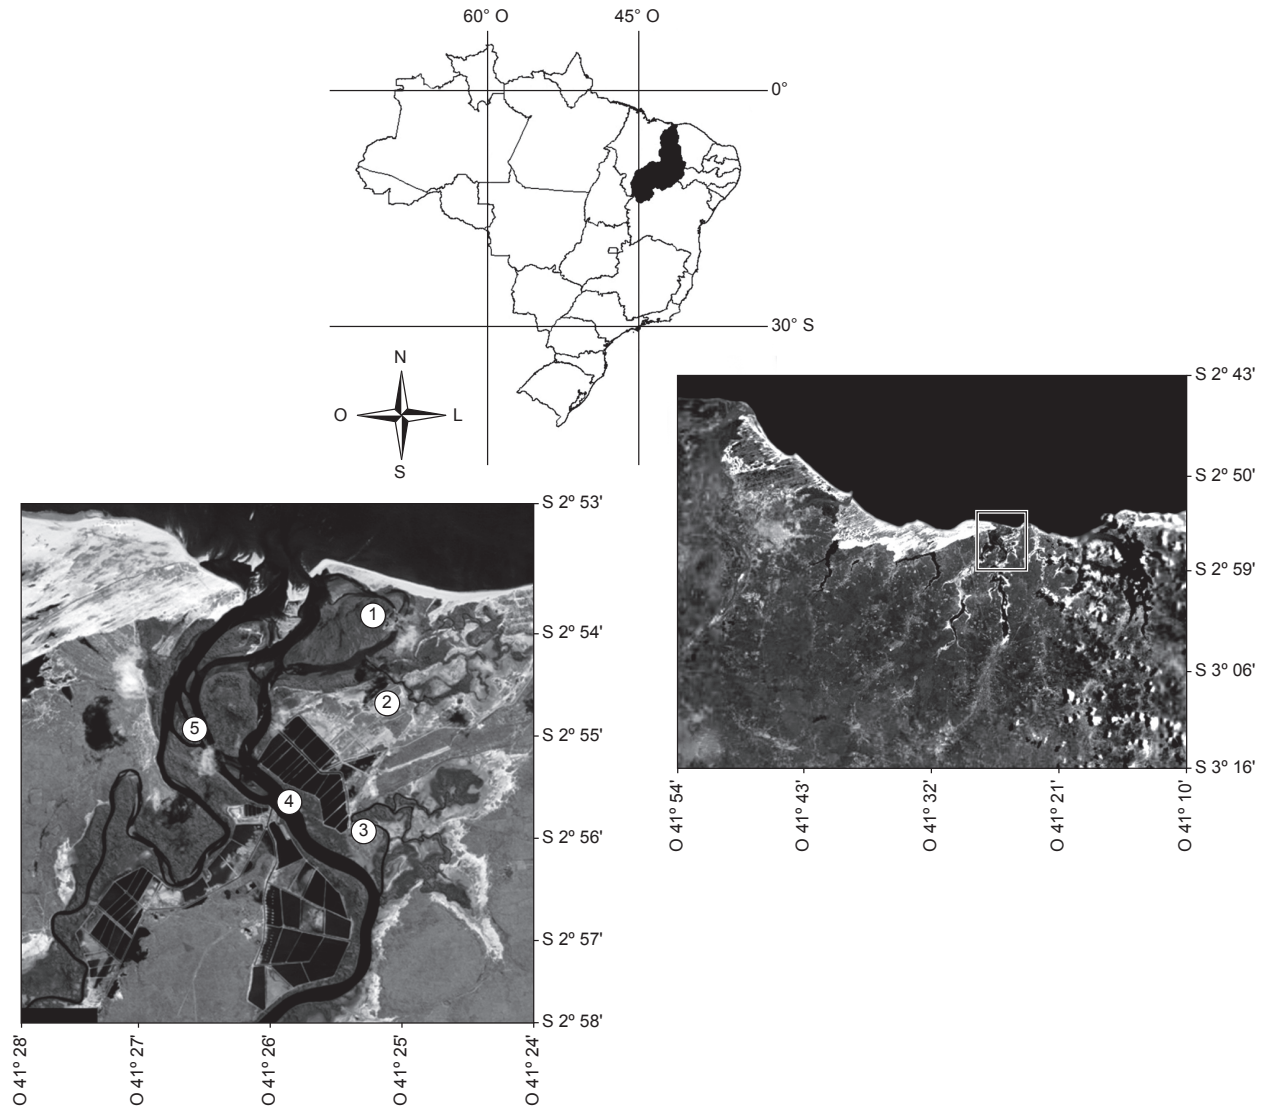 60° O
45° O
0°
30° S
N
O
L
S
S 2° 43'
S 2° 50'
S 2° 59'
S 3° 06'
S 3° 16'
O 41° 54'
O 41° 43'
O 41° 32'
O 41° 21'
O 41° 10'
S 2° 53'
S 2° 54'
S 2° 55'
S 2° 56'
S 2° 57'
S 2° 58'
1
2
5
4
3
O 41° 28'
O 41° 27'
O 41° 26'
O 41° 25'
O 41° 24'